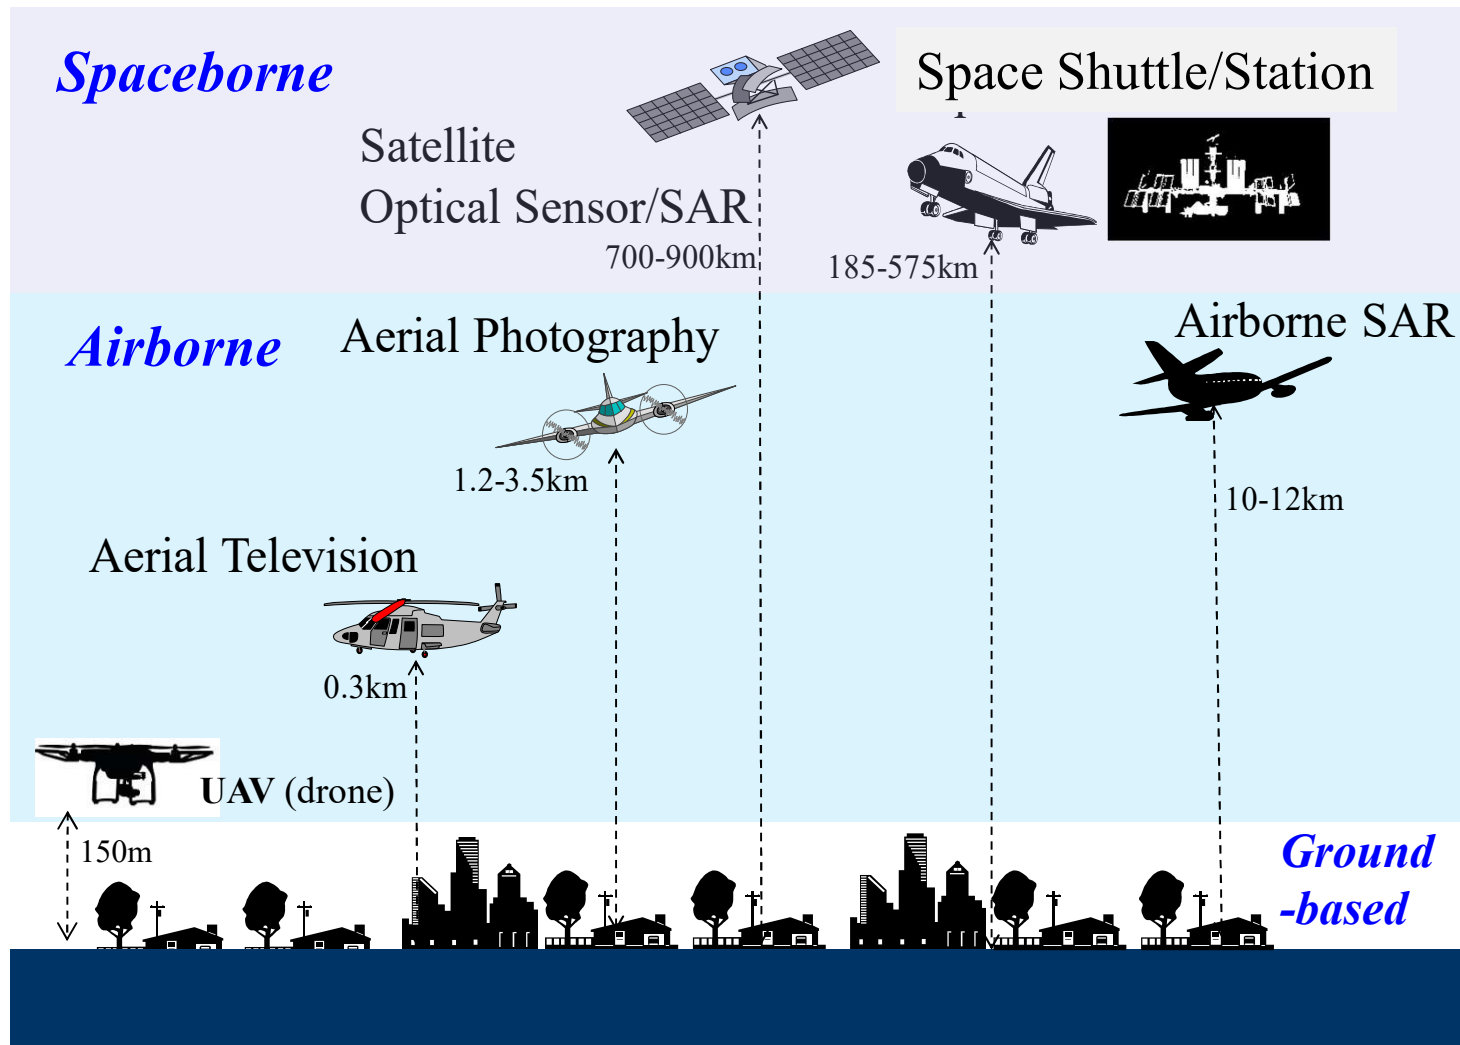 Spaceborne
Space Shuttle/Station
Satellite
Optical Sensor/SAR
700-900km
185-575km
Airborne
Aerial Photography
Airborne SAR
1.2-3.5km
10-12km
Aerial Television
0.3km
UAV (drone)
150m
Ground
-based